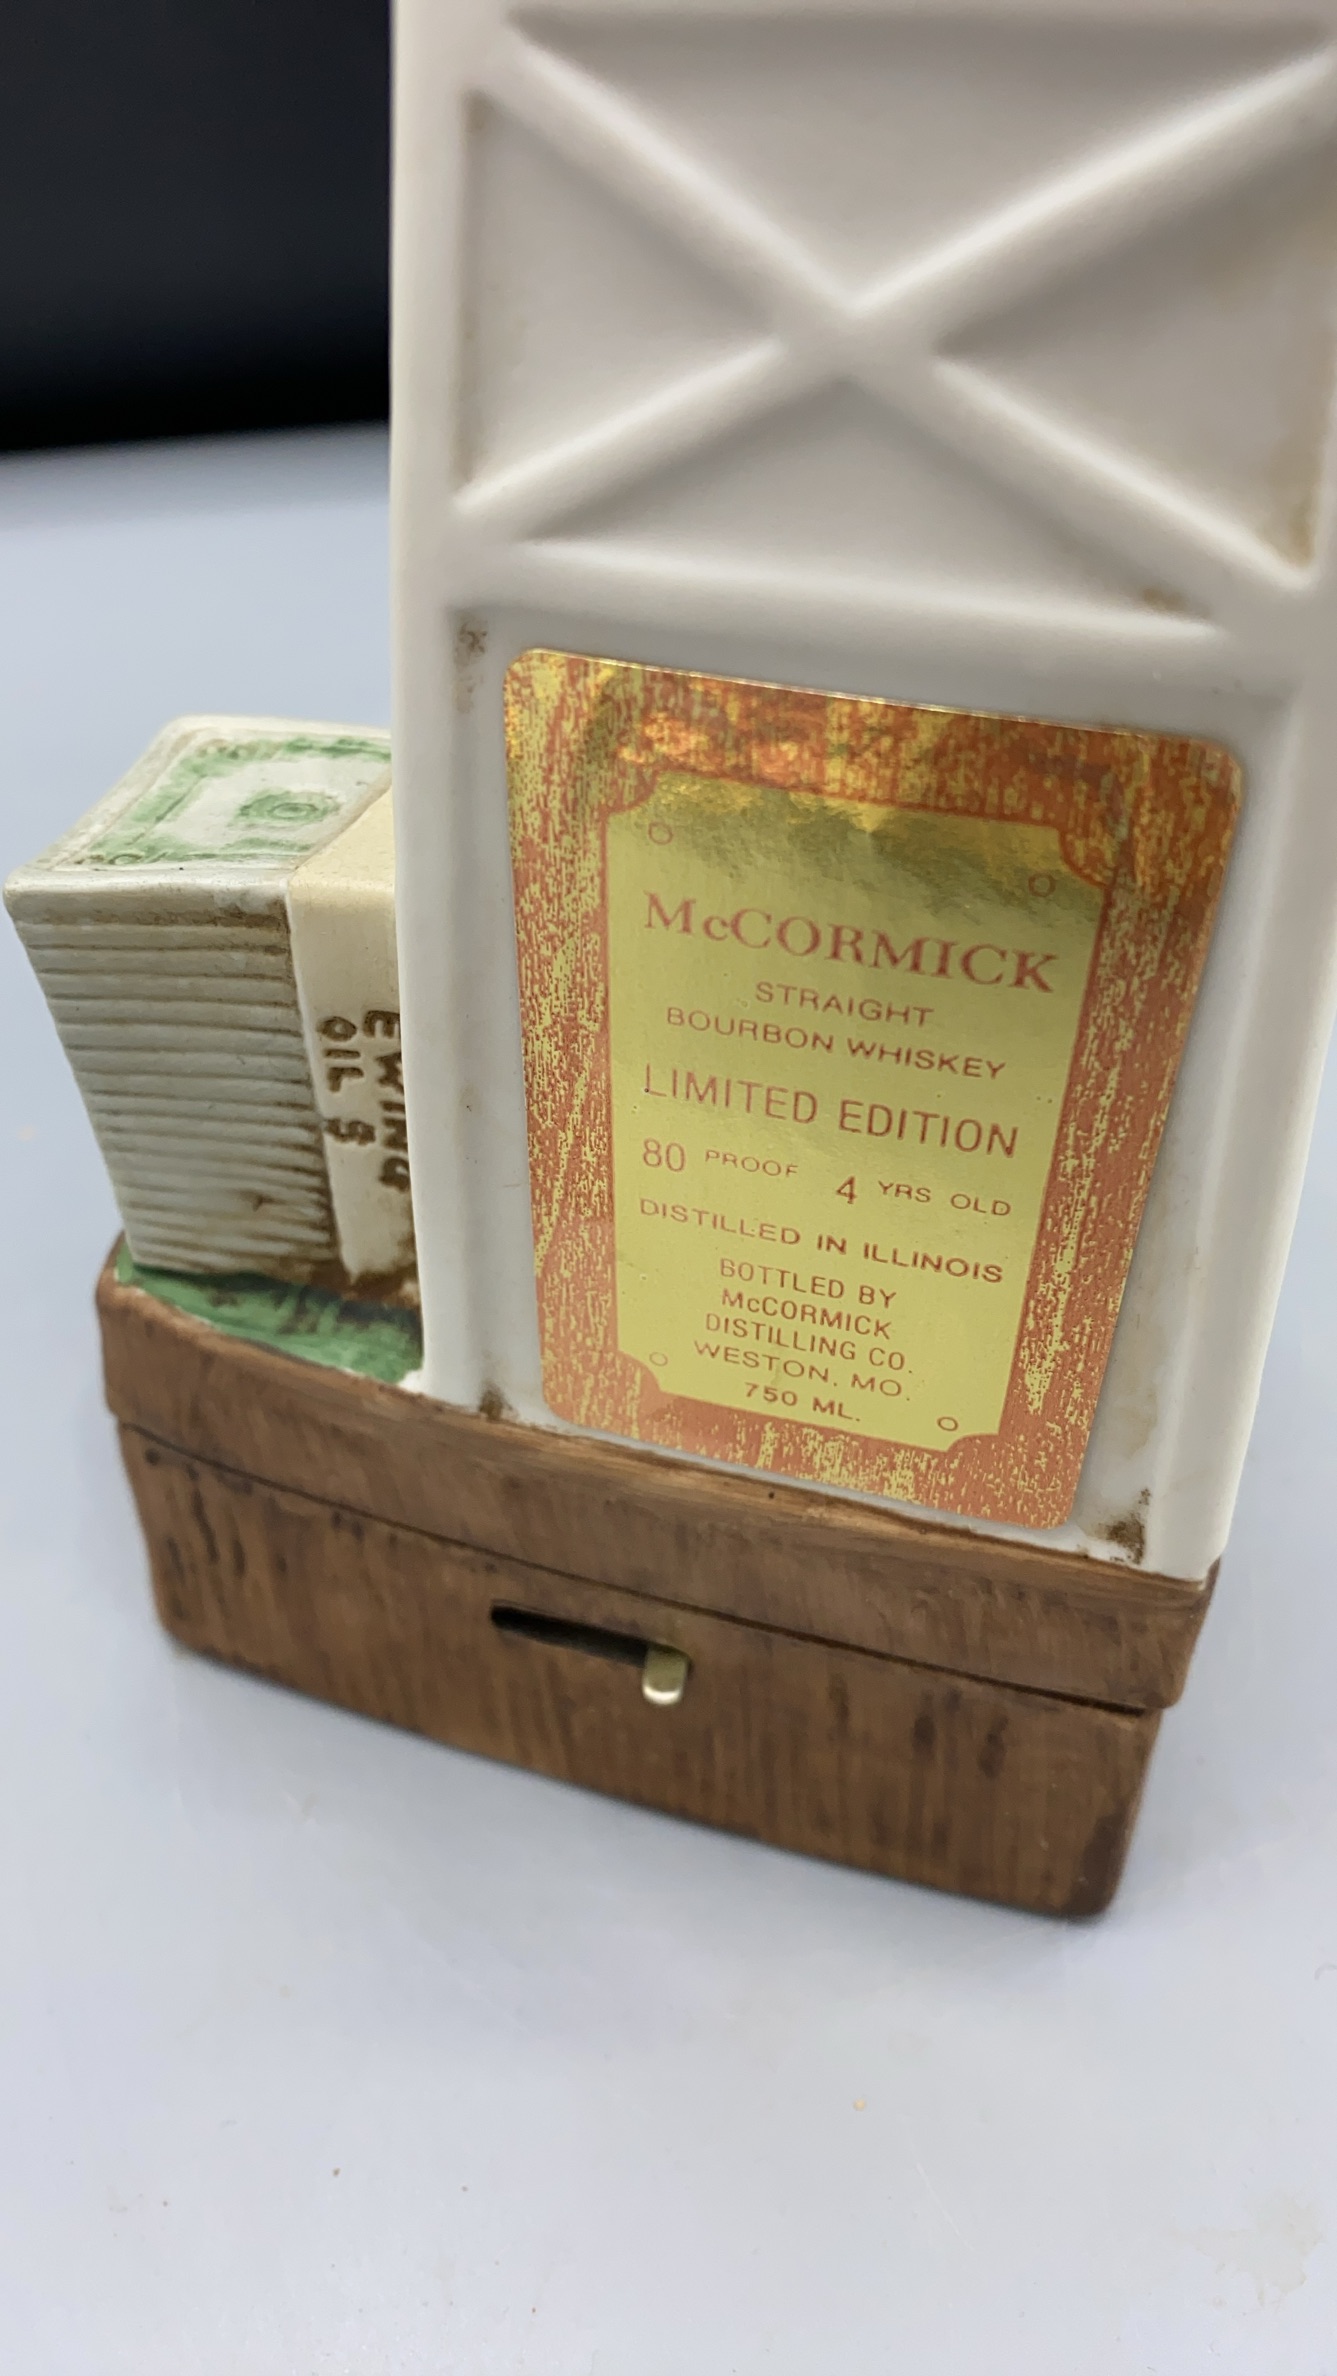 McCORMICK
STRAIGHT
BOURBON WHISKEY
LIMITED EDITION
80 PROOF 4 YRS OLD
DISTILLED IN ILLINOIS
BOTTLED BY
McCORMICK
DISTILLING CO.
WESTON, MO.
750 ML.
EWING
OIL $